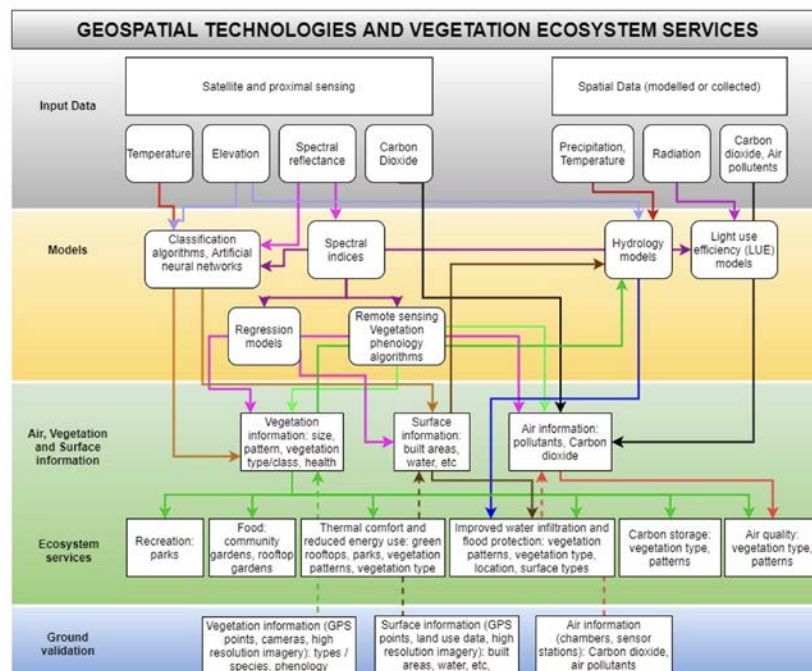 GEOSPATIAL TECHNOLOGIES AND VEGETATION ECOSYSTEM SERVICES
Input Data
Satellite and proximal sensing
Spatial Data (modelled or collected)
Temperature
Elevation
Spectral
reflectance
Carbon
Dioxide
Precipitation,
Temperature
Radiation
Carbon
dioxide, Air
pollutents
Models
Classification
algorithms, Artificial
neural networks
Spectral
indices
Hydrology
models
Light use
efficiency (LUE)
models
Regression
models
Remote sensing
Vegetation
phenology
algorithms
Air, Vegetation
and Surface
information
Vegetation
information: size,
pattern, vegetation
type/class, health
Surface
information:
built areas,
water, etc
Air information:
pollutants, Carbon
dioxide
Ecosystem
services
Recreation:
parks
Food:
community
gardens, rooftop
gardens
Thermal comfort and
reduced energy use: green
rooftops, parks, vegetation
patterns, vegetation type
Improved water infiltration and
flood protection: vegetation
patterns, vegetation type,
location, surface types
Carbon storage:
vegetation type,
patterns
Air quality:
vegetation type,
patterns
Ground
validation
Vegetation information (GPS
points, cameras, high
resolution imagery): types /
species, phenology
Surface information (GPS
points, land use data, high
resolution imagery): built
areas, water, etc,
Air information
(chambers, sensor
stations): Carbon dioxide,
air pollutants